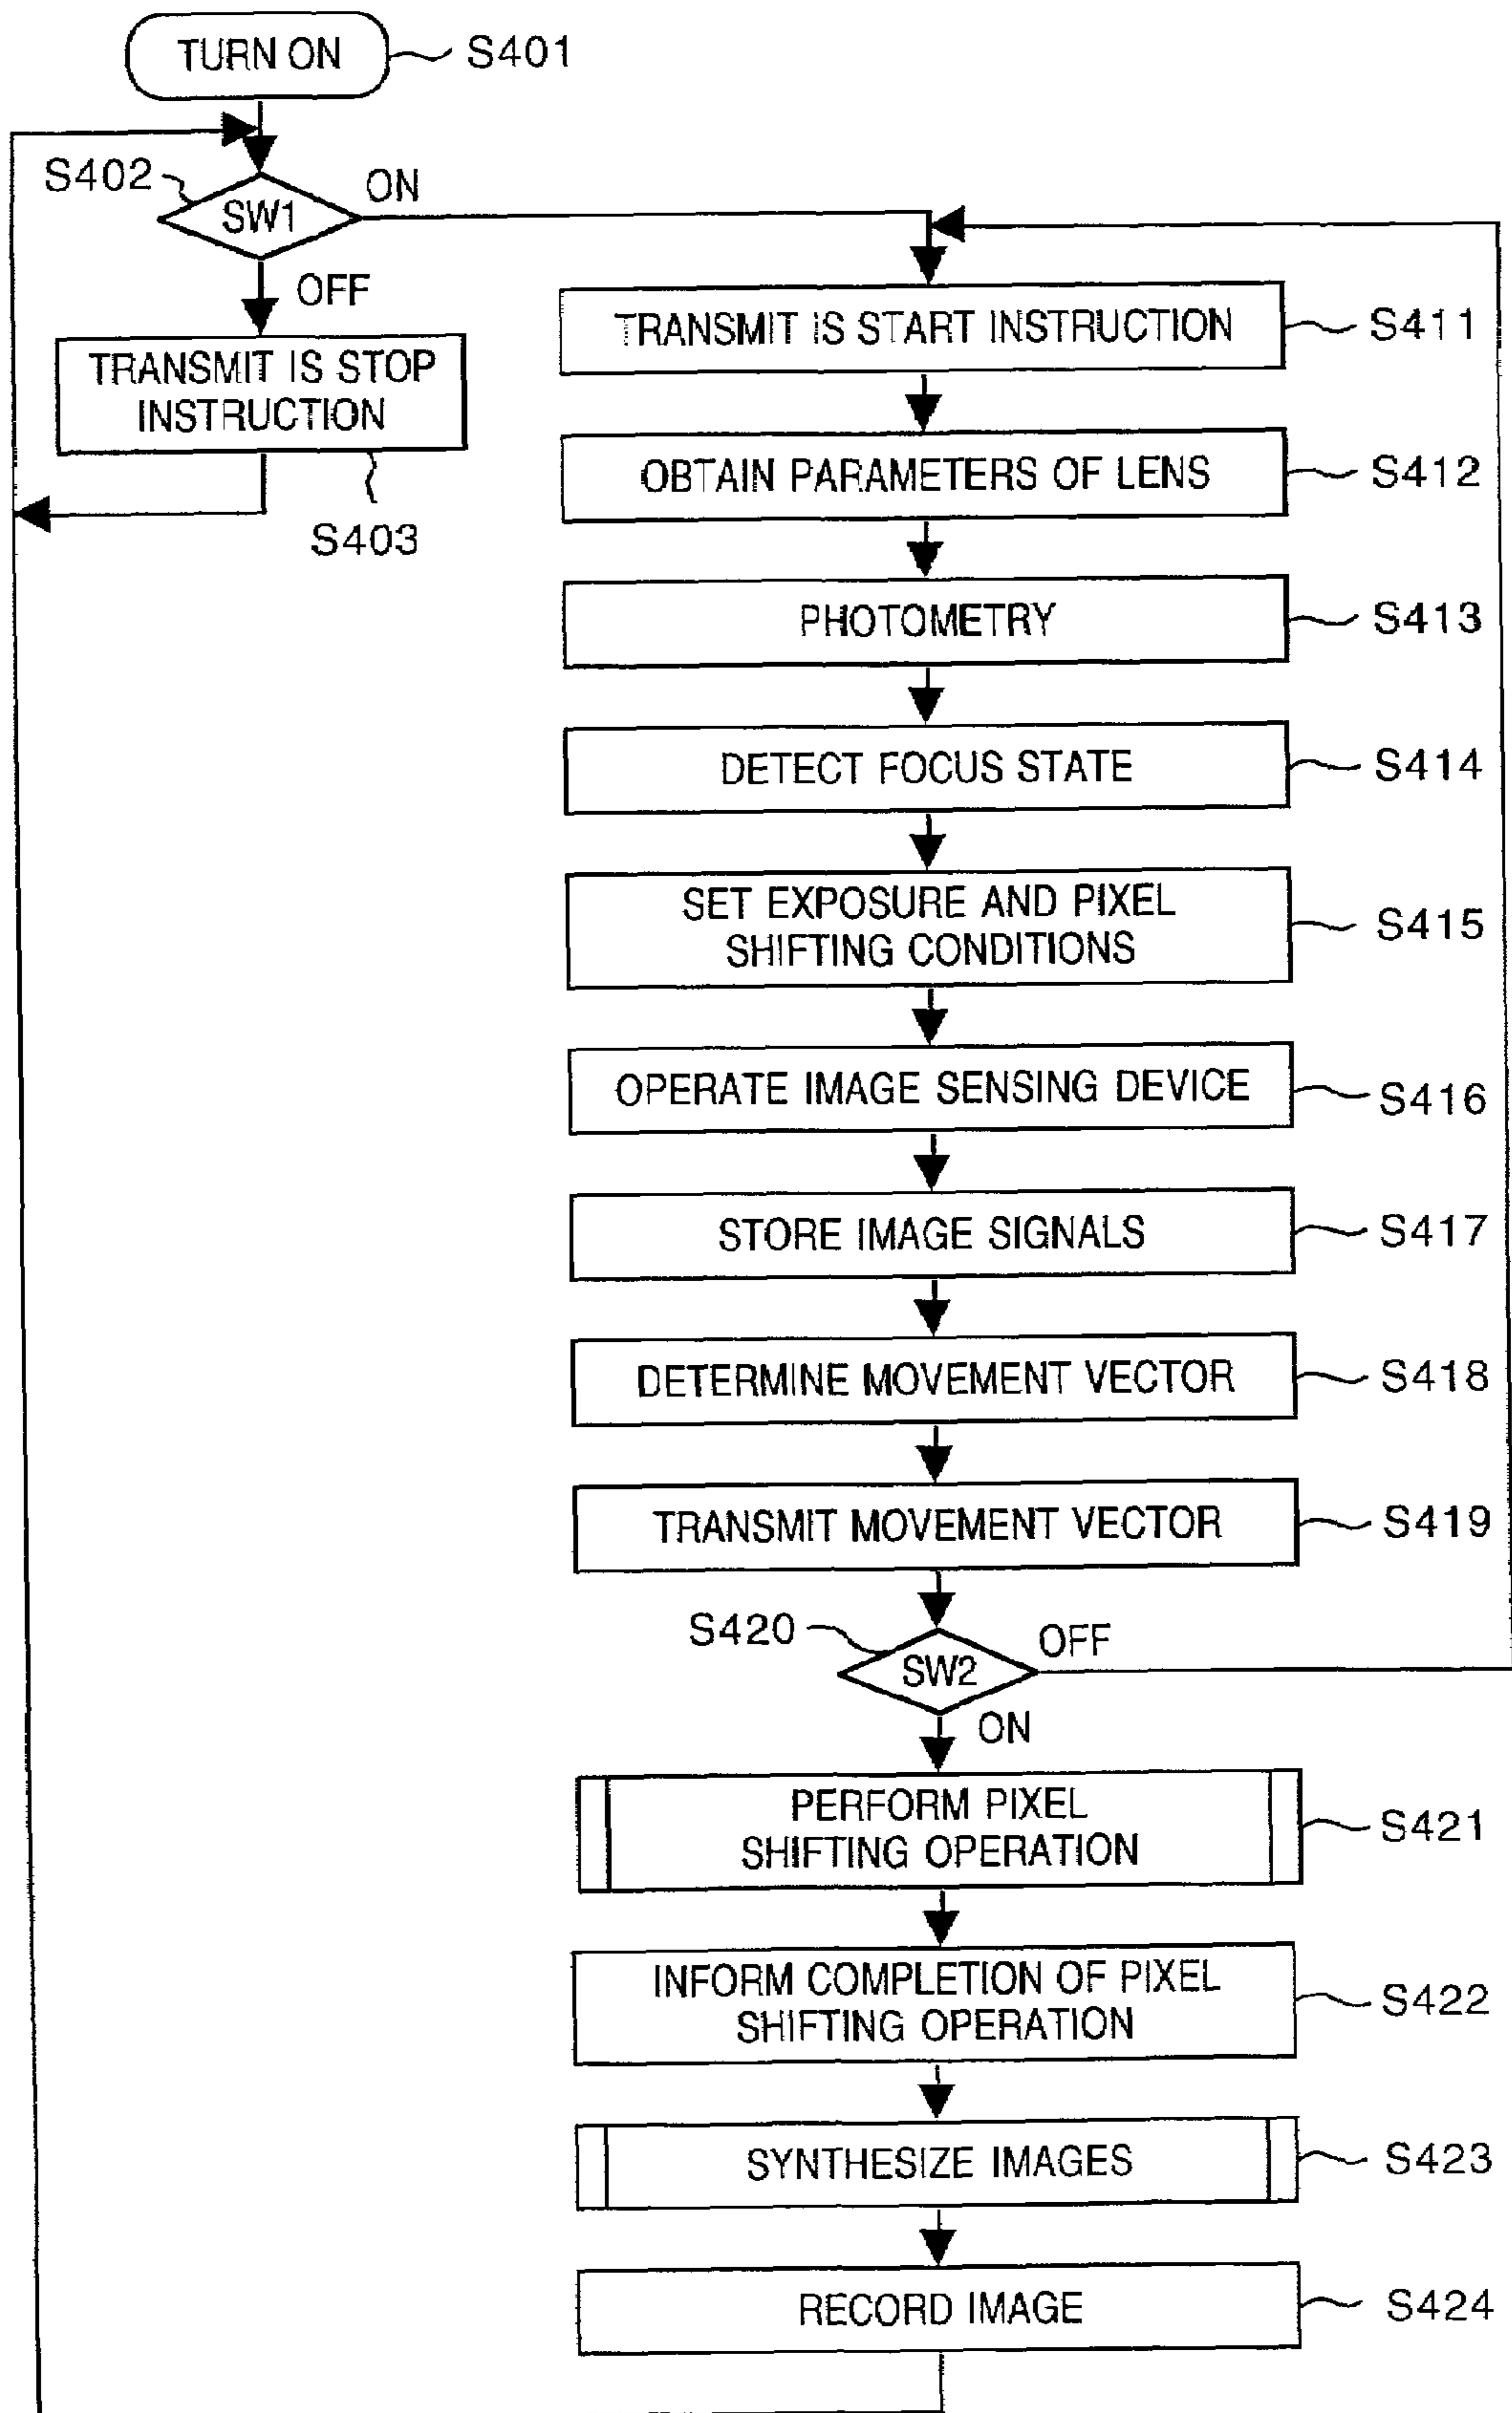 TURN ON
S401
S402
SW1
ON
OFF
TRANSMIT IS STOP
INSTRUCTION
S403
TRANSMIT IS START INSTRUCTION
S411
OBTAIN PARAMETERS OF LENS
S412
PHOTOMETRY
S413
DETECT FOCUS STATE
S414
SET EXPOSURE AND PIXEL
SHIFTING CONDITIONS
S415
OPERATE IMAGE SENSING DEVICE
S416
STORE IMAGE SIGNALS
S417
DETERMINE MOVEMENT VECTOR
S418
TRANSMIT MOVEMENT VECTOR
S419
S420
SW2
OFF
ON
PERFORM PIXEL
SHIFTING OPERATION
S421
INFORM COMPLETION OF PIXEL
SHIFTING OPERATION
S422
SYNTHESIZE IMAGES
S423
RECORD IMAGE
S424